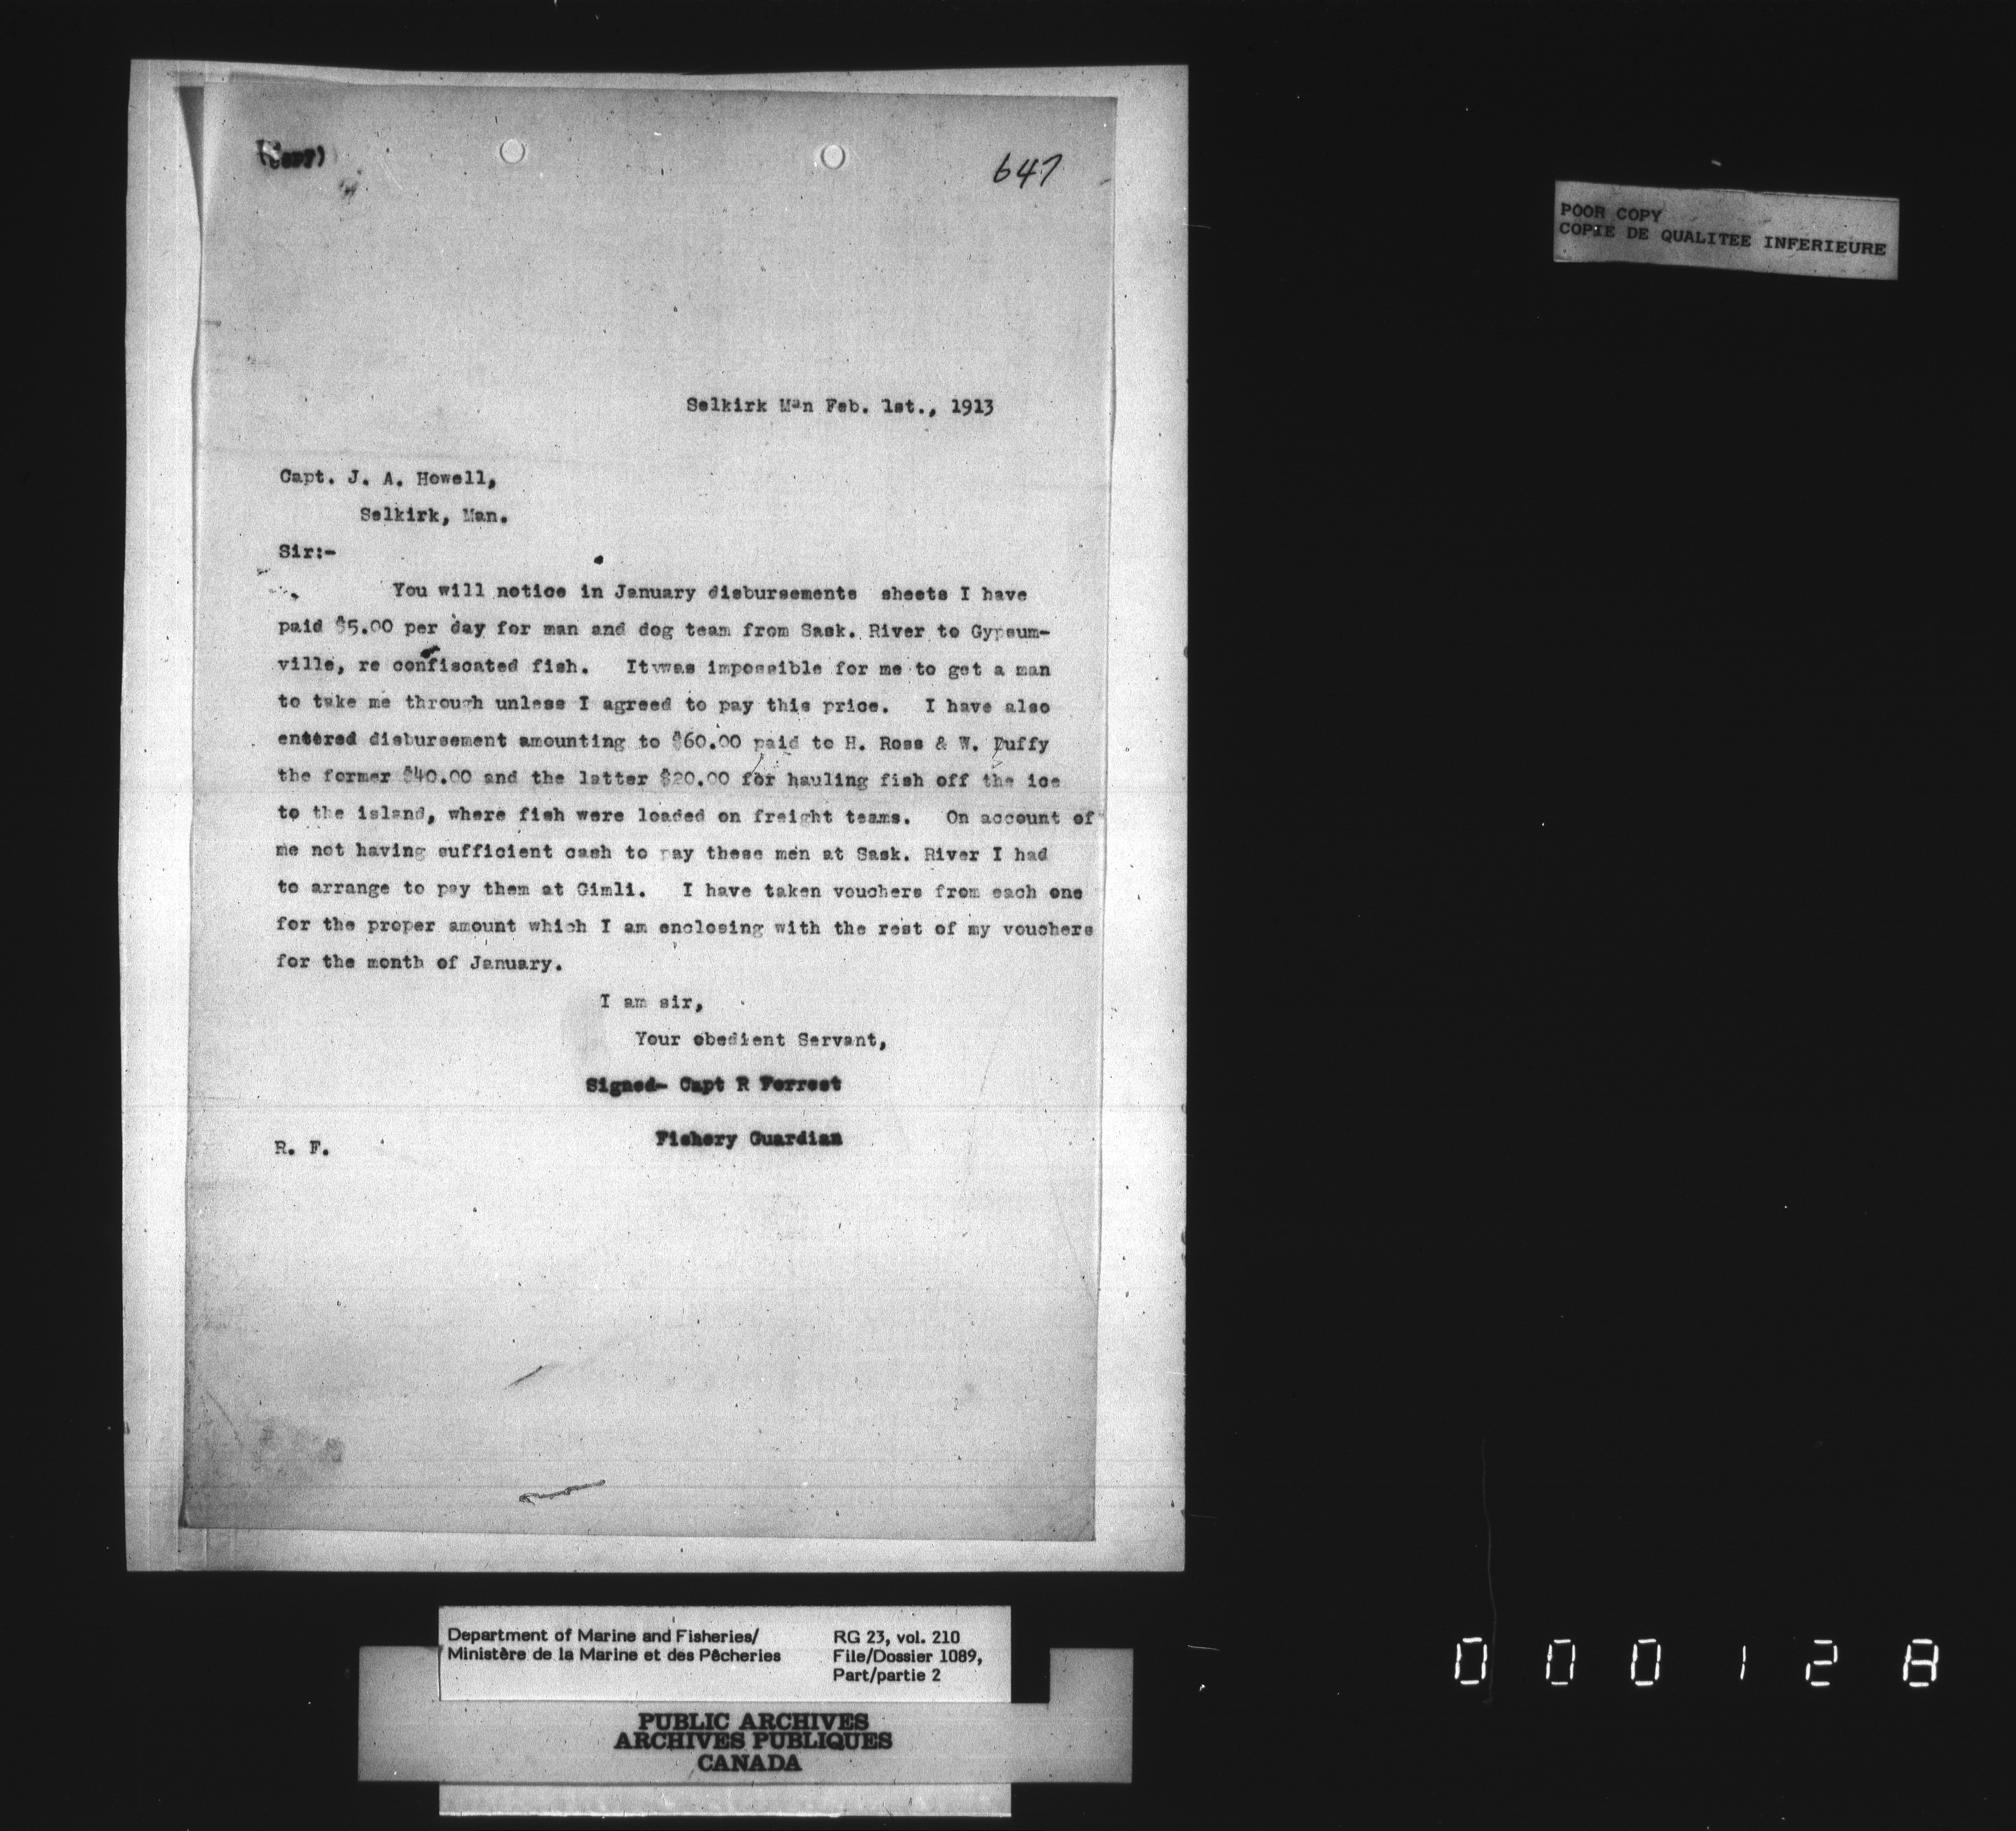 (Copy)
647
Selkirk Man Feb. 1st., 1913
Capt. J. A. Howell,
Selkirk, Man.
Sir:-
You will notice in January disbursements sheets I have
paid $5.00 per day for man and dog team from Sask. River to Gypsum-
ville, re confiscated fish. Itvwas impossible for me to get a man
to take me through unless I agreed to pay this price. I have also
entered disbursement amounting to $60.00 paid to H. Ross & W. Duffy
the former $40.00 and the latter $20.00 for hauling fish off the ice
to the island, where fish were loaded on freight teams. On account of
me not having sufficient cash to pay these men at Sask. River I had
to arrange to pay them at Gimli. I have taken vouchers from each one
for the proper amount which I am enclosing with the rest of my vouchers
for the month of January.
I am sir,
Your obedient Servant,
Signed- Capt R Forrest
Fishery Guardian
R. F.
POOR COPY
COPIE DE QUALITEE INFERIEURE
Department of Marine and Fisheries/
Ministère de la Marine et des Pêcheries
RG 23, vol. 210
File/Dossier 1089,
Part/partie 2
PUBLIC ARCHIVES
ARCHIVES PUBLIQUES
CANADA
000128